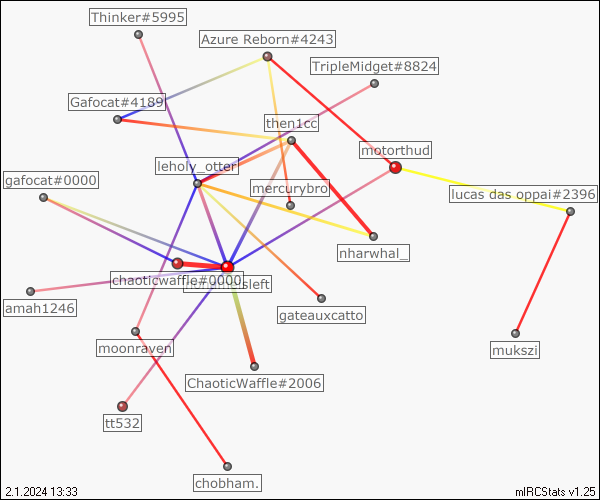 Thinker#5995
Azure Reborn#4243
TripleMidget#8824
Gafocat#4189
then1cc
motorthud
leholy_otter
gafocat#0000
mercurybro
lucas das oppai#2396
nharwhal_
chaoticwaffle#0000
isleft
amah1246
gateauxcatto
moonraven
mukszi
ChaoticWaffle#2006
tt532
chobham.
2.1.2024 13:33
mIRCStats v1.25